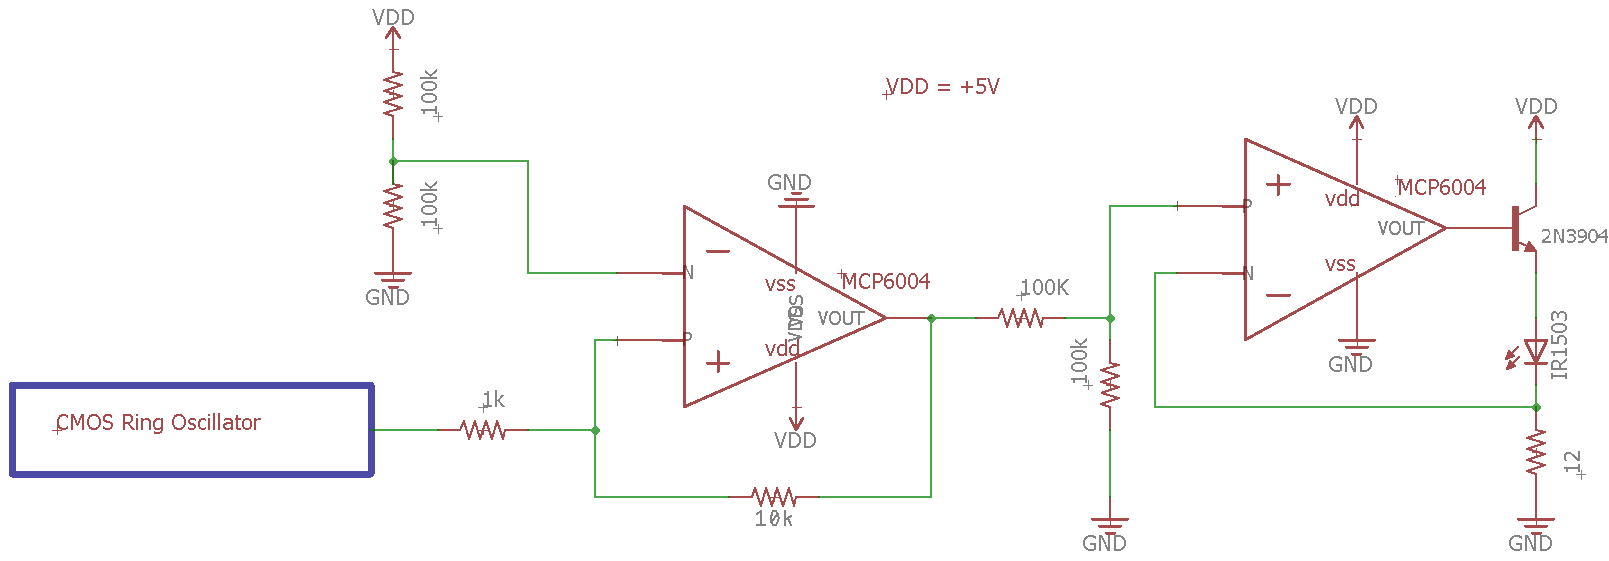 VDD
100k
100k
GND
VDD = +5V
GND
N
vss
MCP6004
VOUT
vdd
P
VDD
CMOS Ring Oscillator
1k
10k
100K
100k
GND
VDD
VDD
P
vdd
MCP6004
VOUT
2N3904
vss
N
GND
IR1503
12
GND